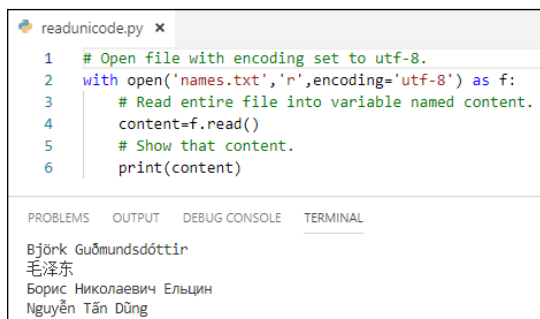 readunicode.py ×
1 # Open file with encoding set to utf-8.
2 with open('names.txt','r',encoding='utf-8') as f:
3 # Read entire file into variable named content.
4 content=f.read()
5 # Show that content.
6 print(content)
PROBLEMS OUTPUT DEBUG CONSOLE TERMINAL
Björk Guðmundsdóttir
毛泽东
Борис Николаевич Ельцин
Nguyễn Tấn Dũng